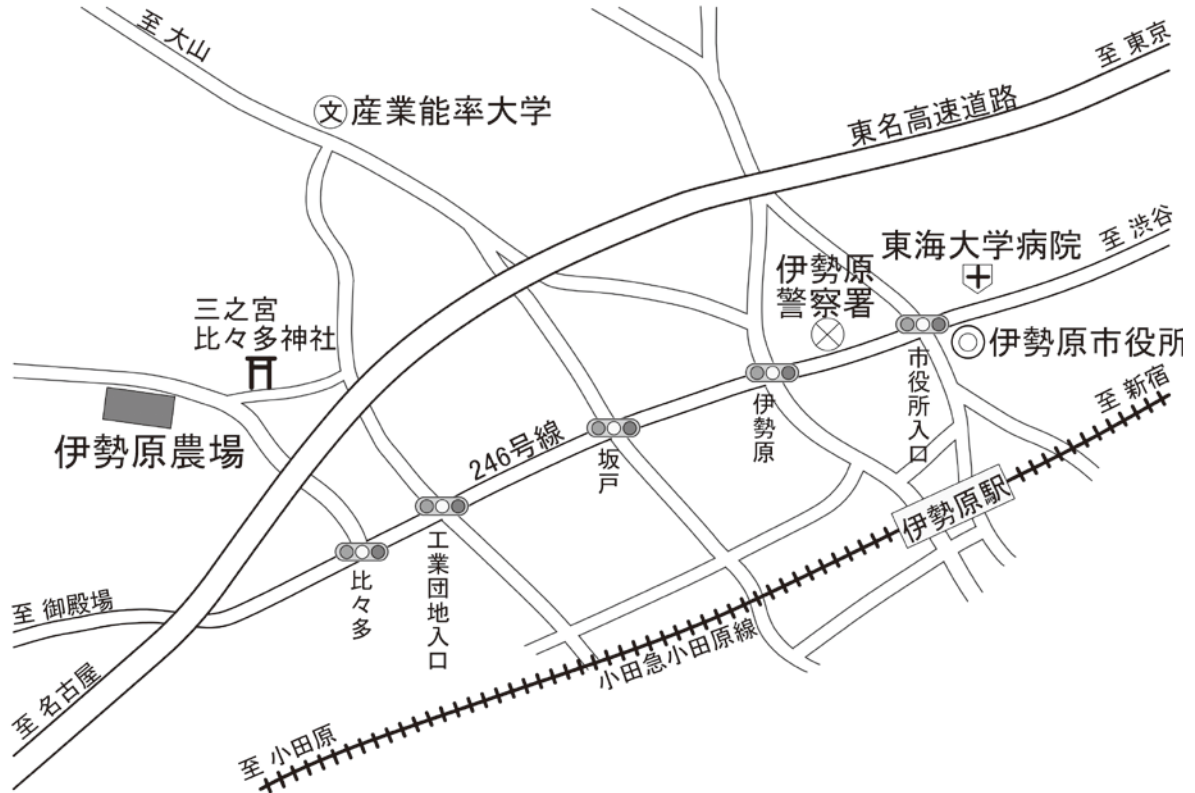 至 大山
文
産業能率大学
至 東京
東名高速道路
至 渋谷
東海大学病院
伊勢原
警察署
三之宮
比々多神社
伊勢原市役所
市役所入口
至 新宿
伊勢原
伊勢原農場
246号線
坂戸
伊勢原駅
工業団地入口
比々多
至 御殿場
小田急小田原線
至 名古屋
至 小田原